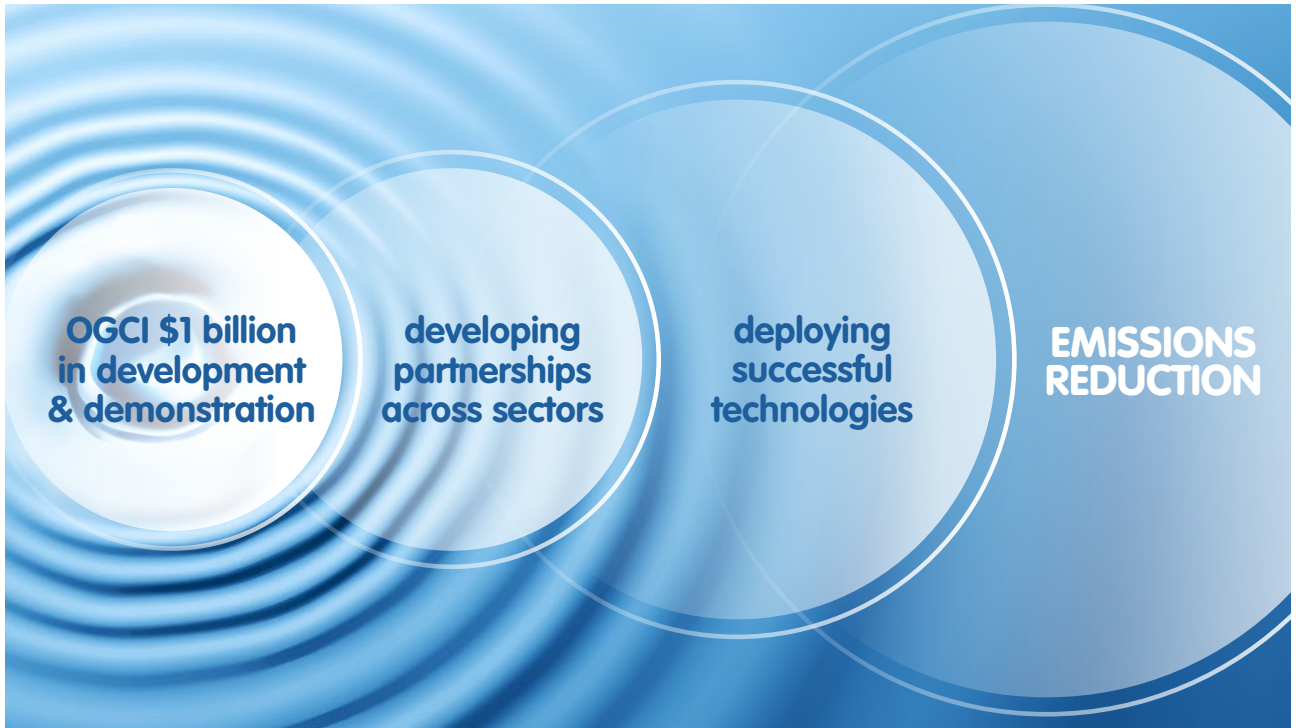 OGCI $1 billion
in development
& demonstration
developing
partnerships
across sectors
deploying
successful
technologies
EMISSIONS
REDUCTION